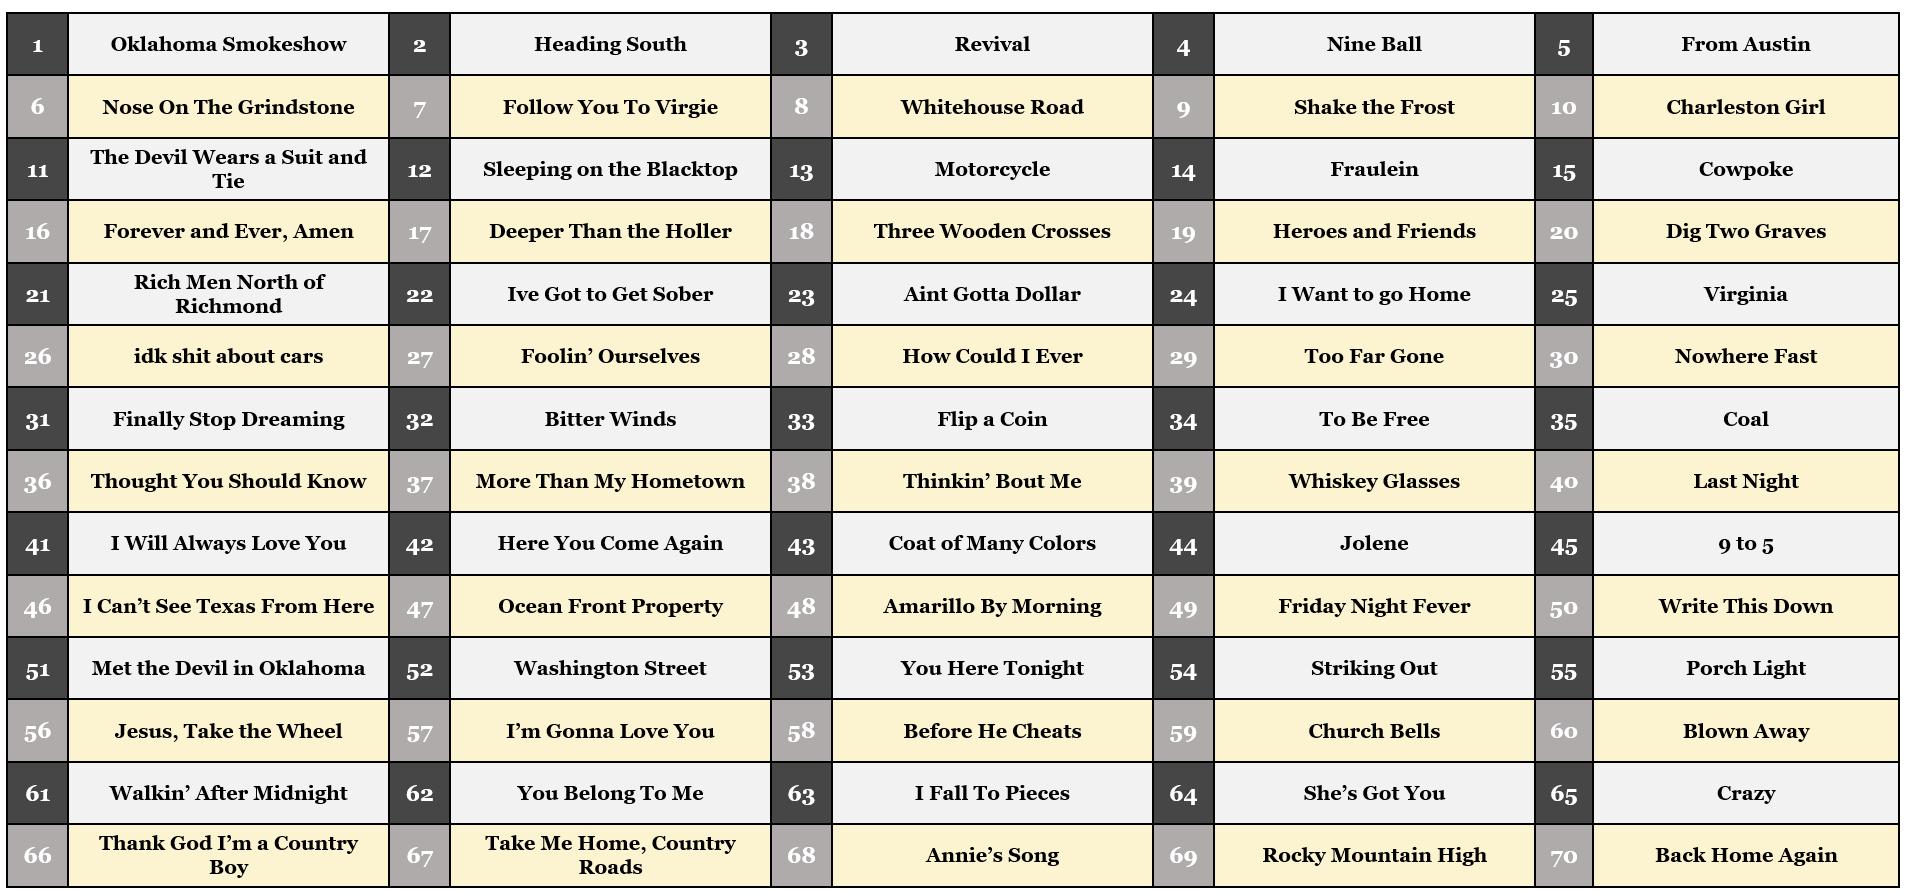 1 Oklahoma Smokeshow 2 Heading South 3 Revival 4 Nine Ball 5 From Austin
6 Nose On The Grindstone 7 Follow You To Virgie 8 Whitehouse Road 9 Shake the Frost 10 Charleston Girl
11 The Devil Wears a Suit and Tie 12 Sleeping on the Blacktop 13 Motorcycle 14 Fraulein 15 Cowpoke
16 Forever and Ever, Amen 17 Deeper Than the Holler 18 Three Wooden Crosses 19 Heroes and Friends 20 Dig Two Graves
21 Rich Men North of Richmond 22 Ive Got to Get Sober 23 Aint Gotta Dollar 24 I Want to go Home 25 Virginia
26 idk shit about cars 27 Foolin’ Ourselves 28 How Could I Ever 29 Too Far Gone 30 Nowhere Fast
31 Finally Stop Dreaming 32 Bitter Winds 33 Flip a Coin 34 To Be Free 35 Coal
36 Thought You Should Know 37 More Than My Hometown 38 Thinkin’ Bout Me 39 Whiskey Glasses 40 Last Night
41 I Will Always Love You 42 Here You Come Again 43 Coat of Many Colors 44 Jolene 45 9 to 5
46 I Can’t See Texas From Here 47 Ocean Front Property 48 Amarillo By Morning 49 Friday Night Fever 50 Write This Down
51 Met the Devil in Oklahoma 52 Washington Street 53 You Here Tonight 54 Striking Out 55 Porch Light
56 Jesus, Take the Wheel 57 I’m Gonna Love You 58 Before He Cheats 59 Church Bells 60 Blown Away
61 Walkin’ After Midnight 62 You Belong To Me 63 I Fall To Pieces 64 She’s Got You 65 Crazy
66 Thank God I’m a Country Boy 67 Take Me Home, Country Roads 68 Annie’s Song 69 Rocky Mountain High 70 Back Home Again